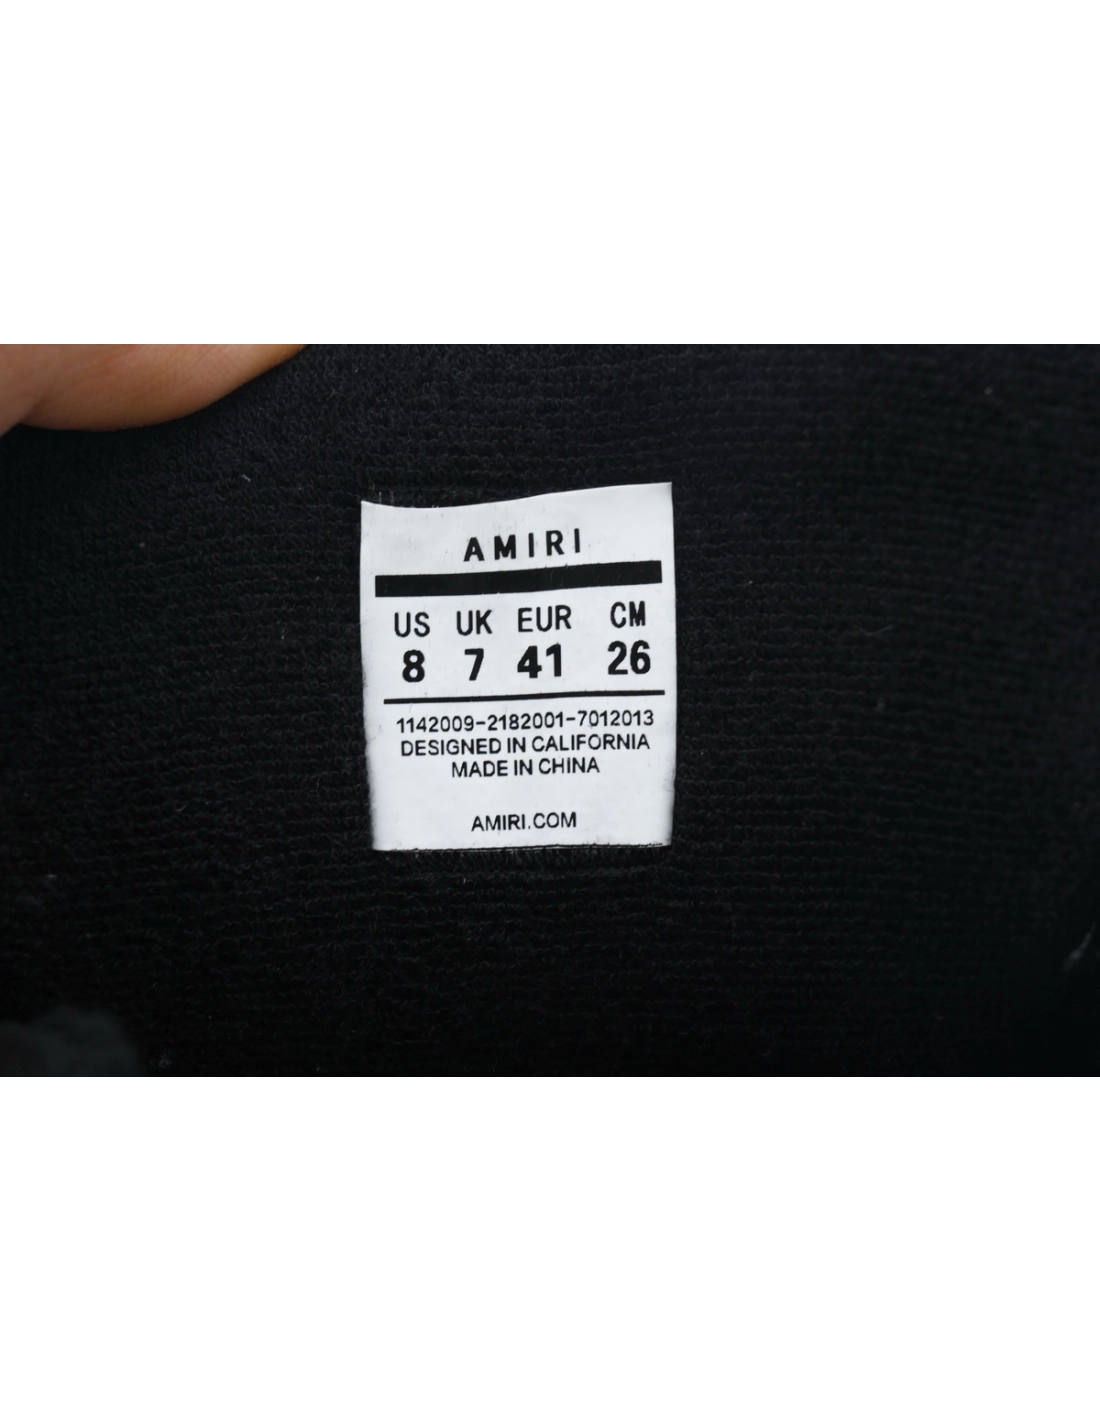 AMIRI
US UK EUR CM
8 7 41 26
1142009-2182001-7012013
DESIGNED IN CALIFORNIA
MADE IN CHINA
AMIRI.COM